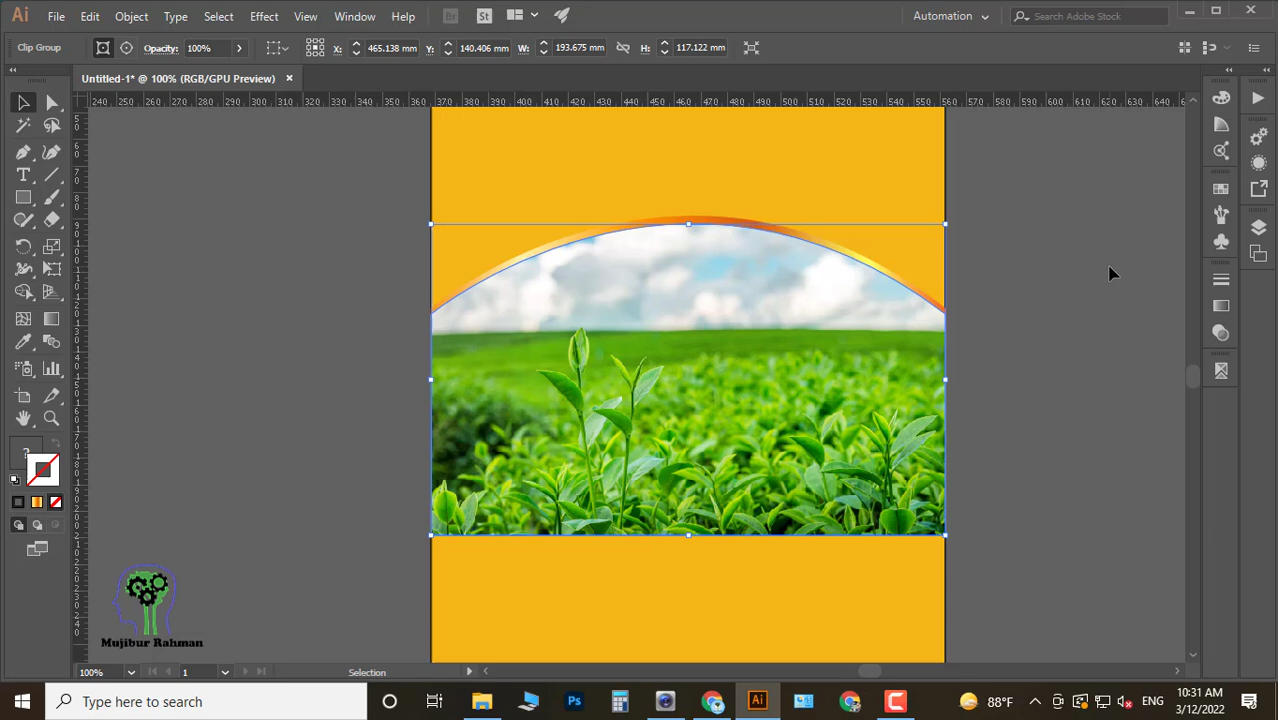 Ai File Edit Object Type Select Effect View Window Help Br St Automation Search Adobe Stock
Clip Group Opacity: 100% X: 465.138 mm Y: 140.406 mm W: 193.675 mm H: 117.122 mm
Untitled-1* @ 100% (RGB/GPU Preview)
240 250 260 270 280 290 300 310 320 330 340 350 360 370 380 390 400 410 420 430 440 450 460 470 480 490 500 510 520 530 540 550 560 570 580 590 600 610 620 630 640
?
Mujibur Rahman
100% 1 Selection
Type here to search Ps Ai 88°F ENG 10:31 AM
3/12/2022